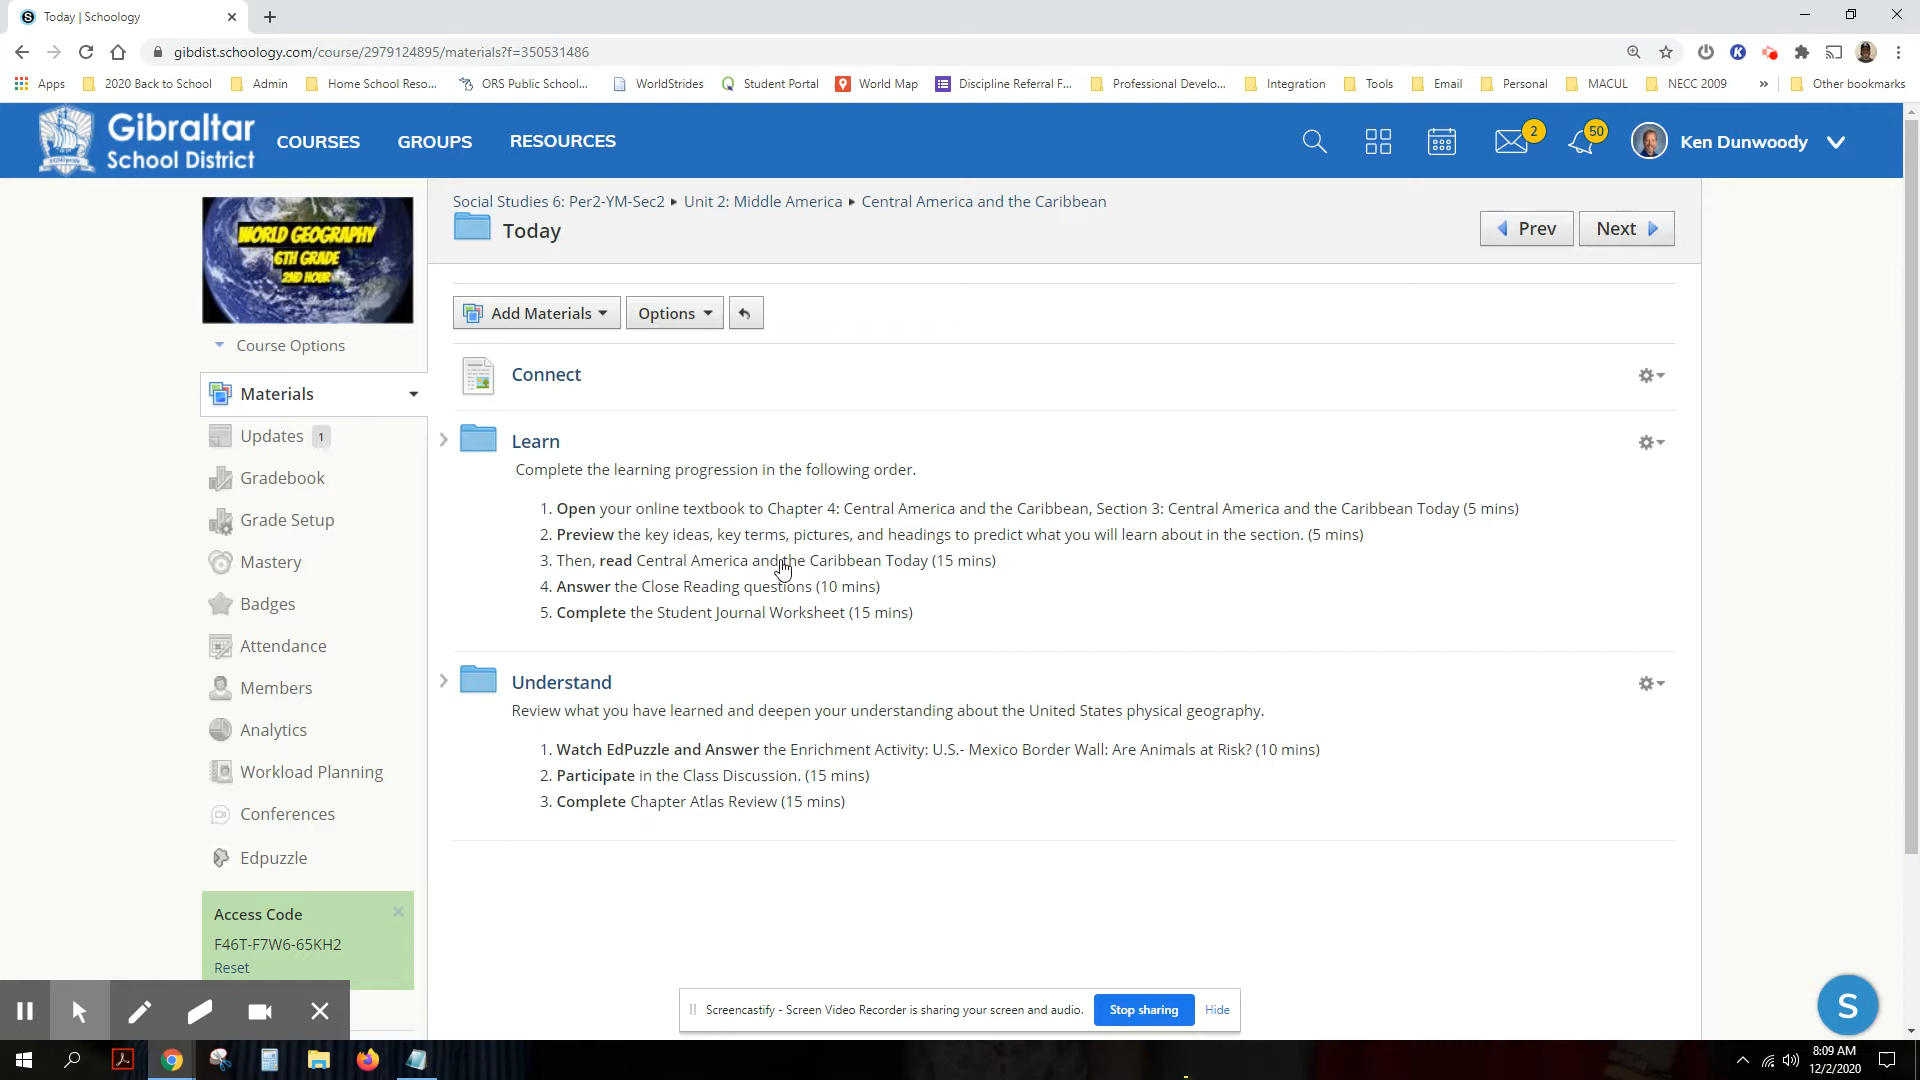 Today | Schoology
gibdist.schoology.com/course/2979124895/materials?f=350531486
Apps 2020 Back to School Admin Home School Reso... ORS Public School... WorldStrides Student Portal World Map Discipline Referral F... Professional Develo... Integration Tools Email Personal MACUL NECC 2009 » Other bookmarks
Gibraltar
School District
COURSES GROUPS RESOURCES 2 50 Ken Dunwoody
Social Studies 6: Per2-YM-Sec2 ▸ Unit 2: Middle America ▸ Central America and the Caribbean
Today
Prev Next
WORLD GEOGRAPHY
6TH GRADE
2ND HOUR
Add Materials Options
Course Options
Connect
Materials
Updates 1
Gradebook
Grade Setup
Mastery
Badges
Attendance
Members
Analytics
Workload Planning
Conferences
Edpuzzle
Learn
Complete the learning progression in the following order.
1. Open your online textbook to Chapter 4: Central America and the Caribbean, Section 3: Central America and the Caribbean Today (5 mins)
2. Preview the key ideas, key terms, pictures, and headings to predict what you will learn about in the section. (5 mins)
3. Then, read Central America and the Caribbean Today (15 mins)
4. Answer the Close Reading questions (10 mins)
5. Complete the Student Journal Worksheet (15 mins)
Understand
Review what you have learned and deepen your understanding about the United States physical geography.
1. Watch EdPuzzle and Answer the Enrichment Activity: U.S.- Mexico Border Wall: Are Animals at Risk? (10 mins)
2. Participate in the Class Discussion. (15 mins)
3. Complete Chapter Atlas Review (15 mins)
Access Code
F46T-F7W6-65KH2
Reset
Screencastify - Screen Video Recorder is sharing your screen and audio. Stop sharing Hide
S
8:09 AM
12/2/2020